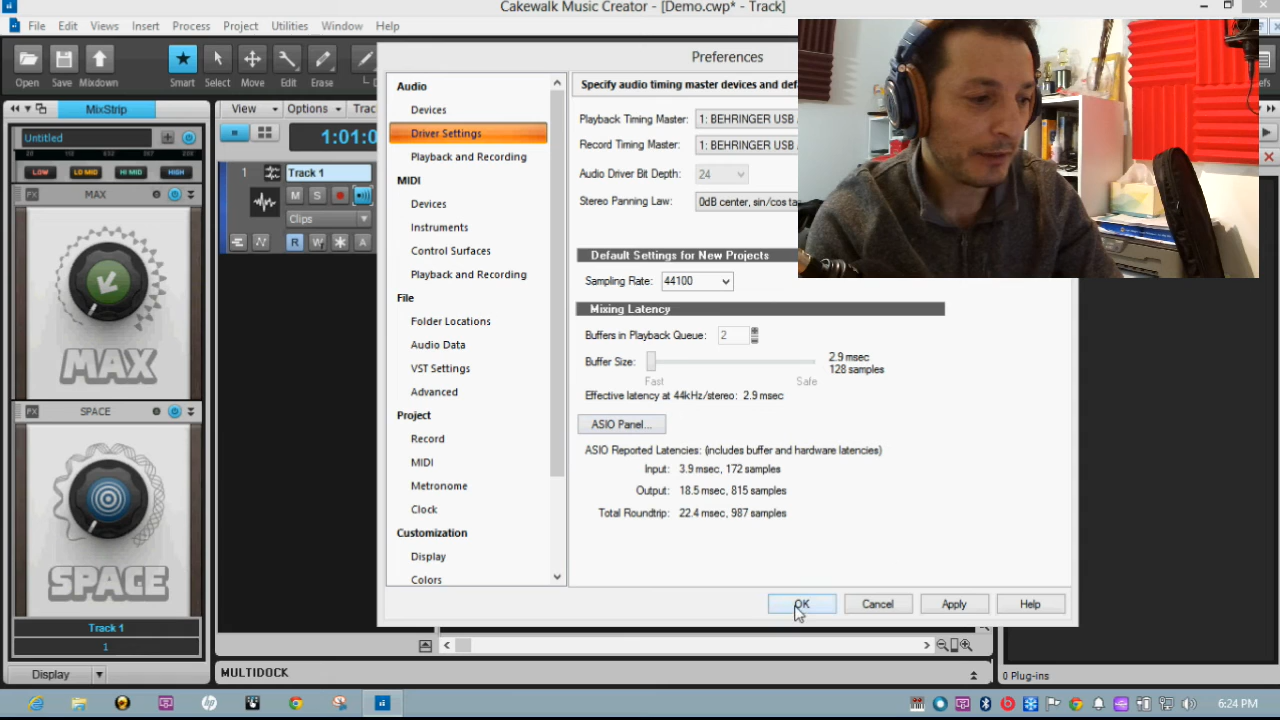 Cakewalk Music Creator - [Demo.cwp* - Track]
File Edit Views Insert Process Project Utilities Window Help
Open Save Mixdown Smart Select Move Edit Erase
Preferences
MixStrip
View Options
Untitled
1:01:0
LOW LO MID HI MID HIGH
FX MAX
MAX
FX SPACE
SPACE
Track 1
1
Display
1 Track 1
M S
Clips
R W * A
Audio
Devices
Driver Settings
Playback and Recording
MIDI
Devices
Instruments
Control Surfaces
Playback and Recording
File
Folder Locations
Audio Data
VST Settings
Advanced
Project
Record
MIDI
Metronome
Clock
Customization
Display
Colors
Specify audio timing master devices and
Playback Timing Master: 1: BEHRINGER USB
Record Timing Master: 1: BEHRINGER USB
Audio Driver Bit Depth: 24
Stereo Panning Law: 0dB center, sin/cos
Default Settings for New Projects
Sampling Rate: 44100
Mixing Latency
Buffers in Playback Queue: 2
Buffer Size: 2.9 msec
128 samples
Fast Safe
Effective latency at 44kHz/stereo: 2.9 msec
ASIO Panel...
ASIO Reported Latencies: (includes buffer and hardware latencies)
Input: 3.9 msec, 172 samples
Output: 18.5 msec, 815 samples
Total Roundtrip: 22.4 msec, 987 samples
OK Cancel Apply Help
MULTIDOCK
0 Plug-ins
6:24 PM